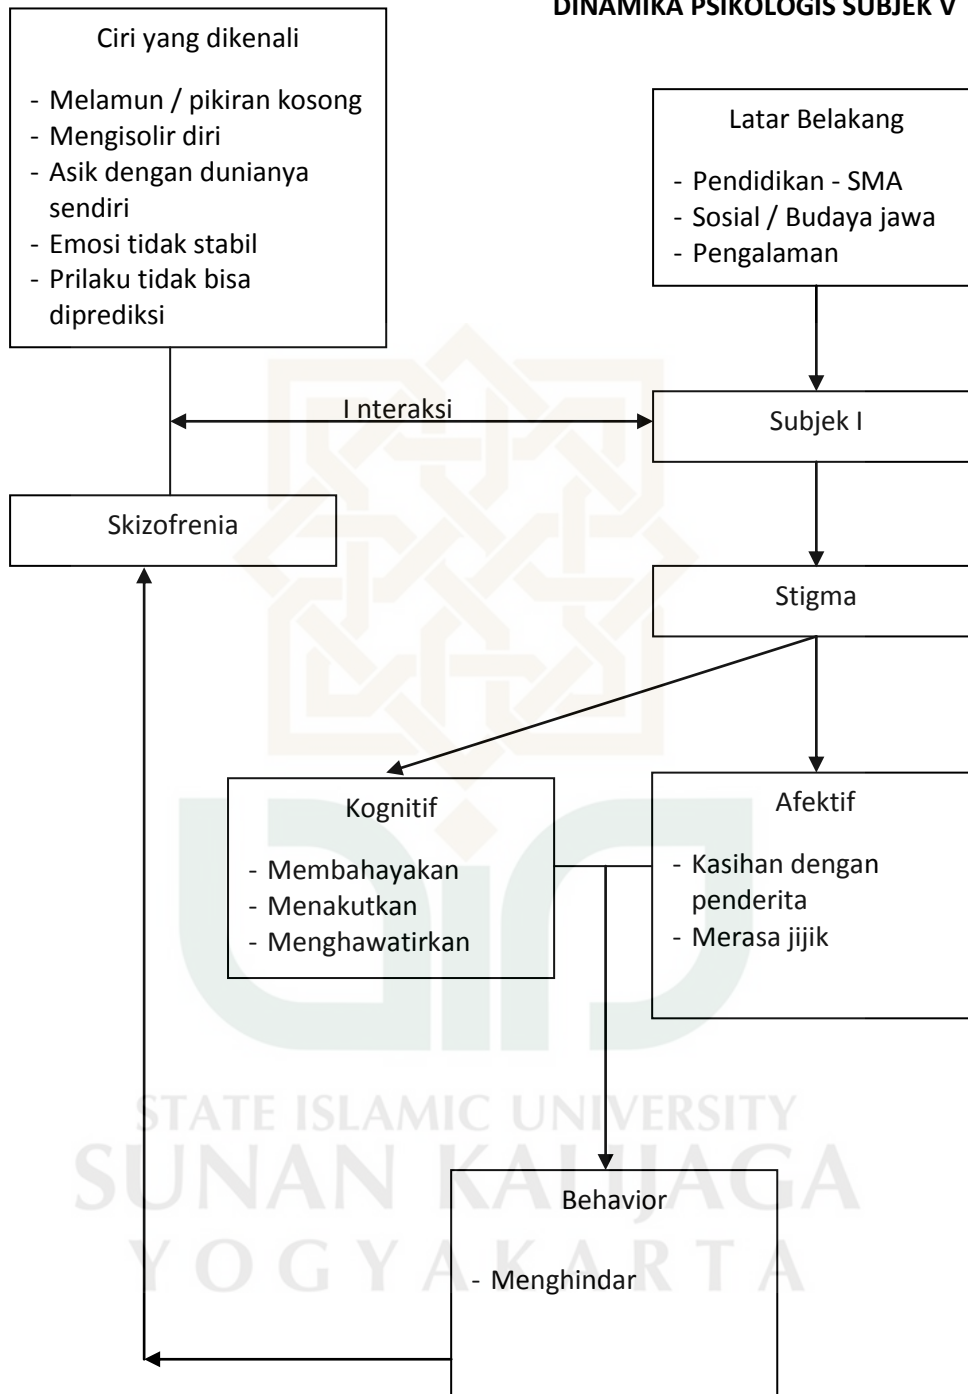 DINAMIKA PSIKOLOGIS SUBJEK V
Ciri yang dikenali
- Melamun / pikiran kosong
- Mengisolir diri
- Asik dengan dunianya
sendiri
- Emosi tidak stabil
- Prilaku tidak bisa
diprediksi
Latar Belakang
- Pendidikan - SMA
- Sosial / Budaya jawa
- Pengalaman
I nteraksi
Subjek I
Skizofrenia
Stigma
Kognitif
- Membahayakan
- Menakutkan
- Menghawatirkan
Afektif
- Kasihan dengan
penderita
- Merasa jijik
Behavior
- Menghindar
STATE ISLAMIC UNIVERSITY
SUNAN KALIJAGA
YOGYAKARTA